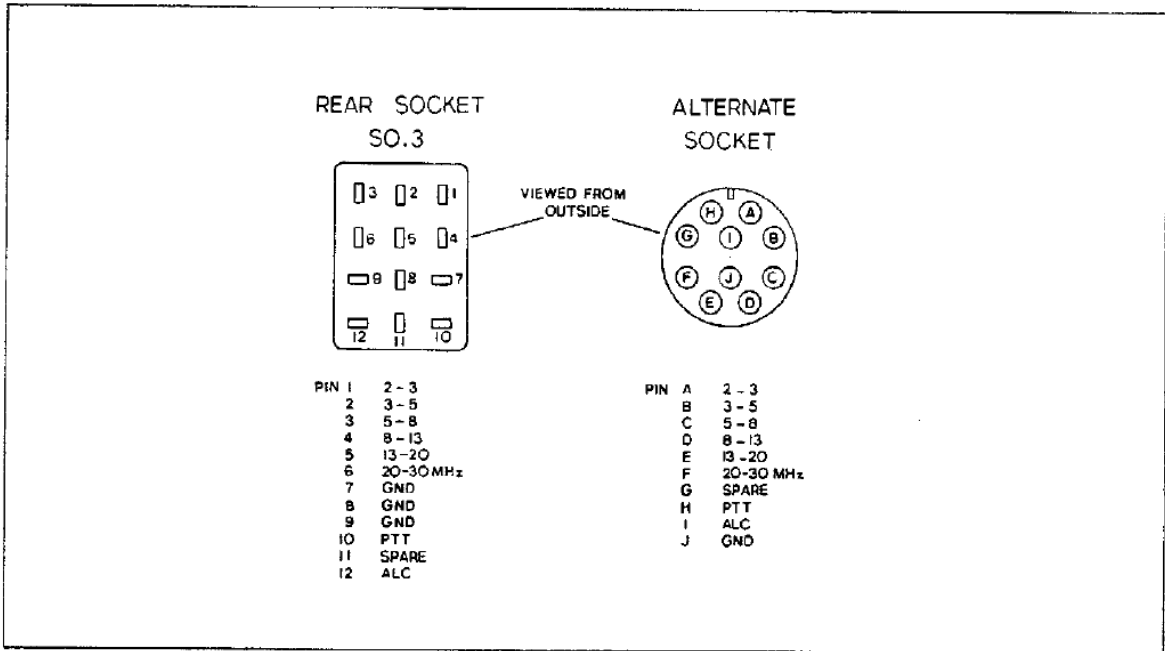 REAR SOCKET
SO.3
3 2 1
6 5 4
9 8 7
12 11 10
VIEWED FROM
OUTSIDE
ALTERNATE
SOCKET
H A
G I B
F J C
E D
PIN 1 2-3
2 3-5
3 5-8
4 8-13
5 13-20
6 20-30 MHz
7 GND
8 GND
9 GND
10 PTT
11 SPARE
12 ALC
PIN A 2-3
B 3-5
C 5-8
D 8-13
E 13-20
F 20-30 MHz
G SPARE
H PTT
I ALC
J GND